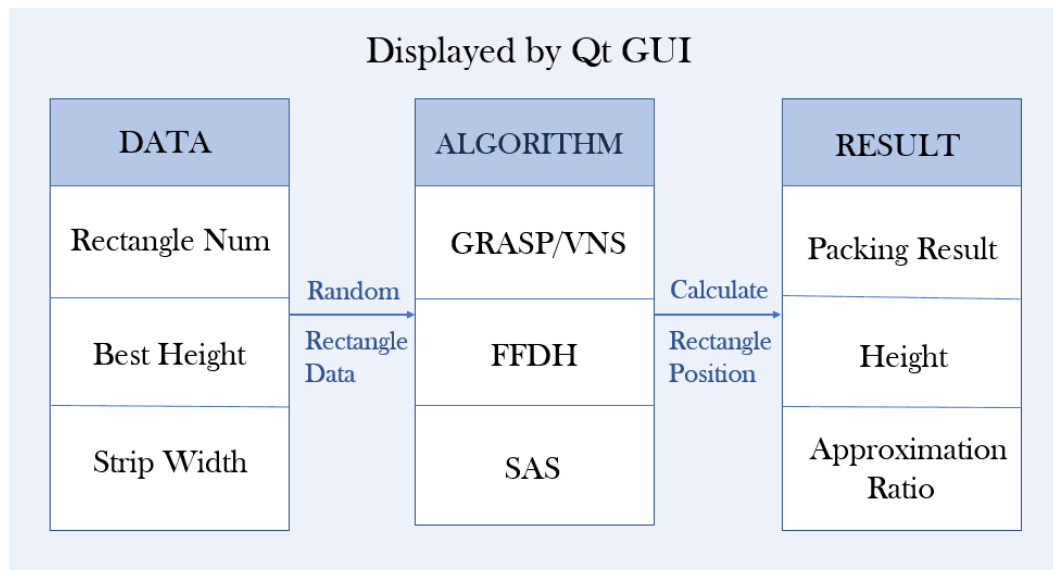 Displayed by Qt GUI
DATA
Rectangle Num
Best Height
Strip Width
Random
Rectangle
Data
ALGORITHM
GRASP/VNS
FFDH
SAS
Calculate
Rectangle
Position
RESULT
Packing Result
Height
Approximation
Ratio